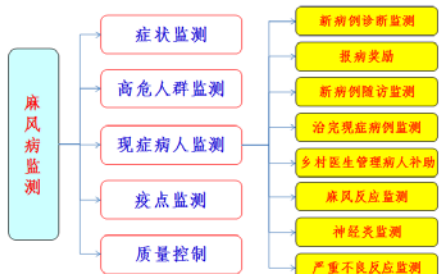 麻风病监测
症状监测
高危人群监测
现症病人监测
疫点监测
质量控制
新病例诊断监测
报病奖励
新病例随访监测
治完现症病例监测
乡村医生管理病人补助
麻风反应监测
神经炎监测
严重不良反应监测